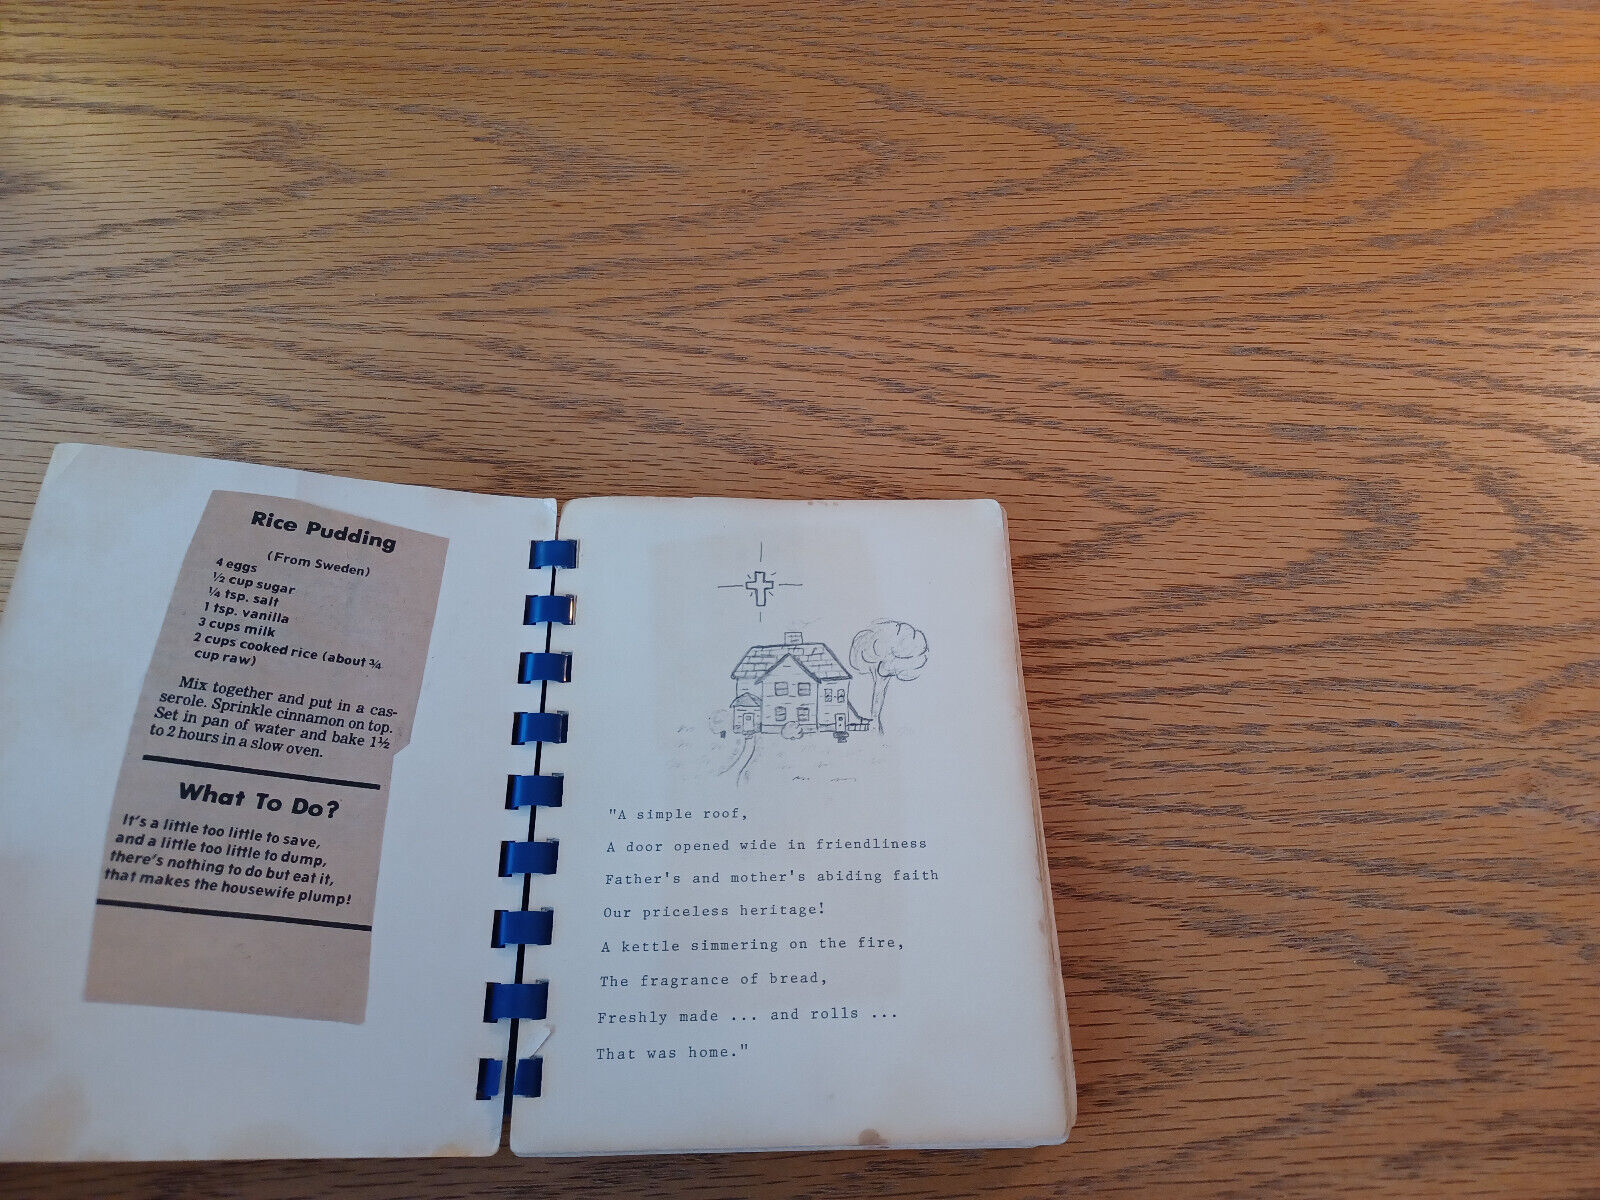 Rice Pudding
(From Sweden)
4 eggs
½ cup sugar
¼ tsp. salt
1 tsp. vanilla
3 cups milk
2 cups cooked rice (about ¾
cup raw)
Mix together and put in a cas-
serole. Sprinkle cinnamon on top.
Set in pan of water and bake 1½
to 2 hours in a slow oven.
What To Do?
It's a little too little to save,
and a little too little to dump,
there's nothing to do but eat it,
that makes the housewife plump!
"A simple roof,
A door opened wide in friendliness
Father's and mother's abiding faith
Our priceless heritage!
A kettle simmering on the fire,
The fragrance of bread,
Freshly made ... and rolls ...
That was home."